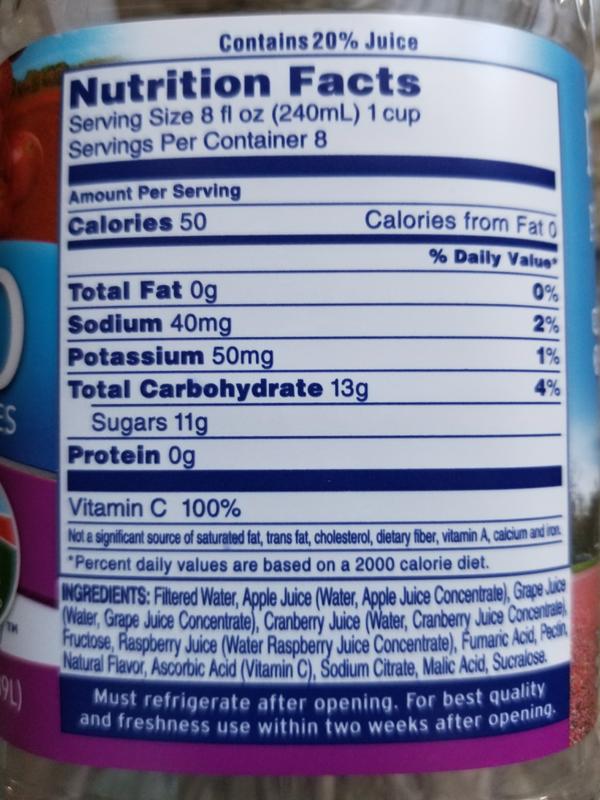 Contains 20% Juice
Nutrition Facts
Serving Size 8 fl oz (240mL) 1 cup
Servings Per Container 8
Amount Per Serving
Calories 50 Calories from Fat 0
% Daily Value*
Total Fat 0g 0%
Sodium 40mg 2%
Potassium 50mg 1%
Total Carbohydrate 13g 4%
Sugars 11g
Protein 0g
Vitamin C 100%
Not a significant source of saturated fat, trans fat, cholesterol, dietary fiber, vitamin A, calcium and iron.
*Percent daily values are based on a 2000 calorie diet.
INGREDIENTS: Filtered Water, Apple Juice (Water, Apple Juice Concentrate), Grape Juice
(Water, Grape Juice Concentrate), Cranberry Juice (Water, Cranberry Juice Concentrate),
Fructose, Raspberry Juice (Water Raspberry Juice Concentrate), Fumaric Acid, Pectin,
Natural Flavor, Ascorbic Acid (Vitamin C), Sodium Citrate, Malic Acid, Sucralose.
Must refrigerate after opening. For best quality
and freshness use within two weeks after opening.
TM